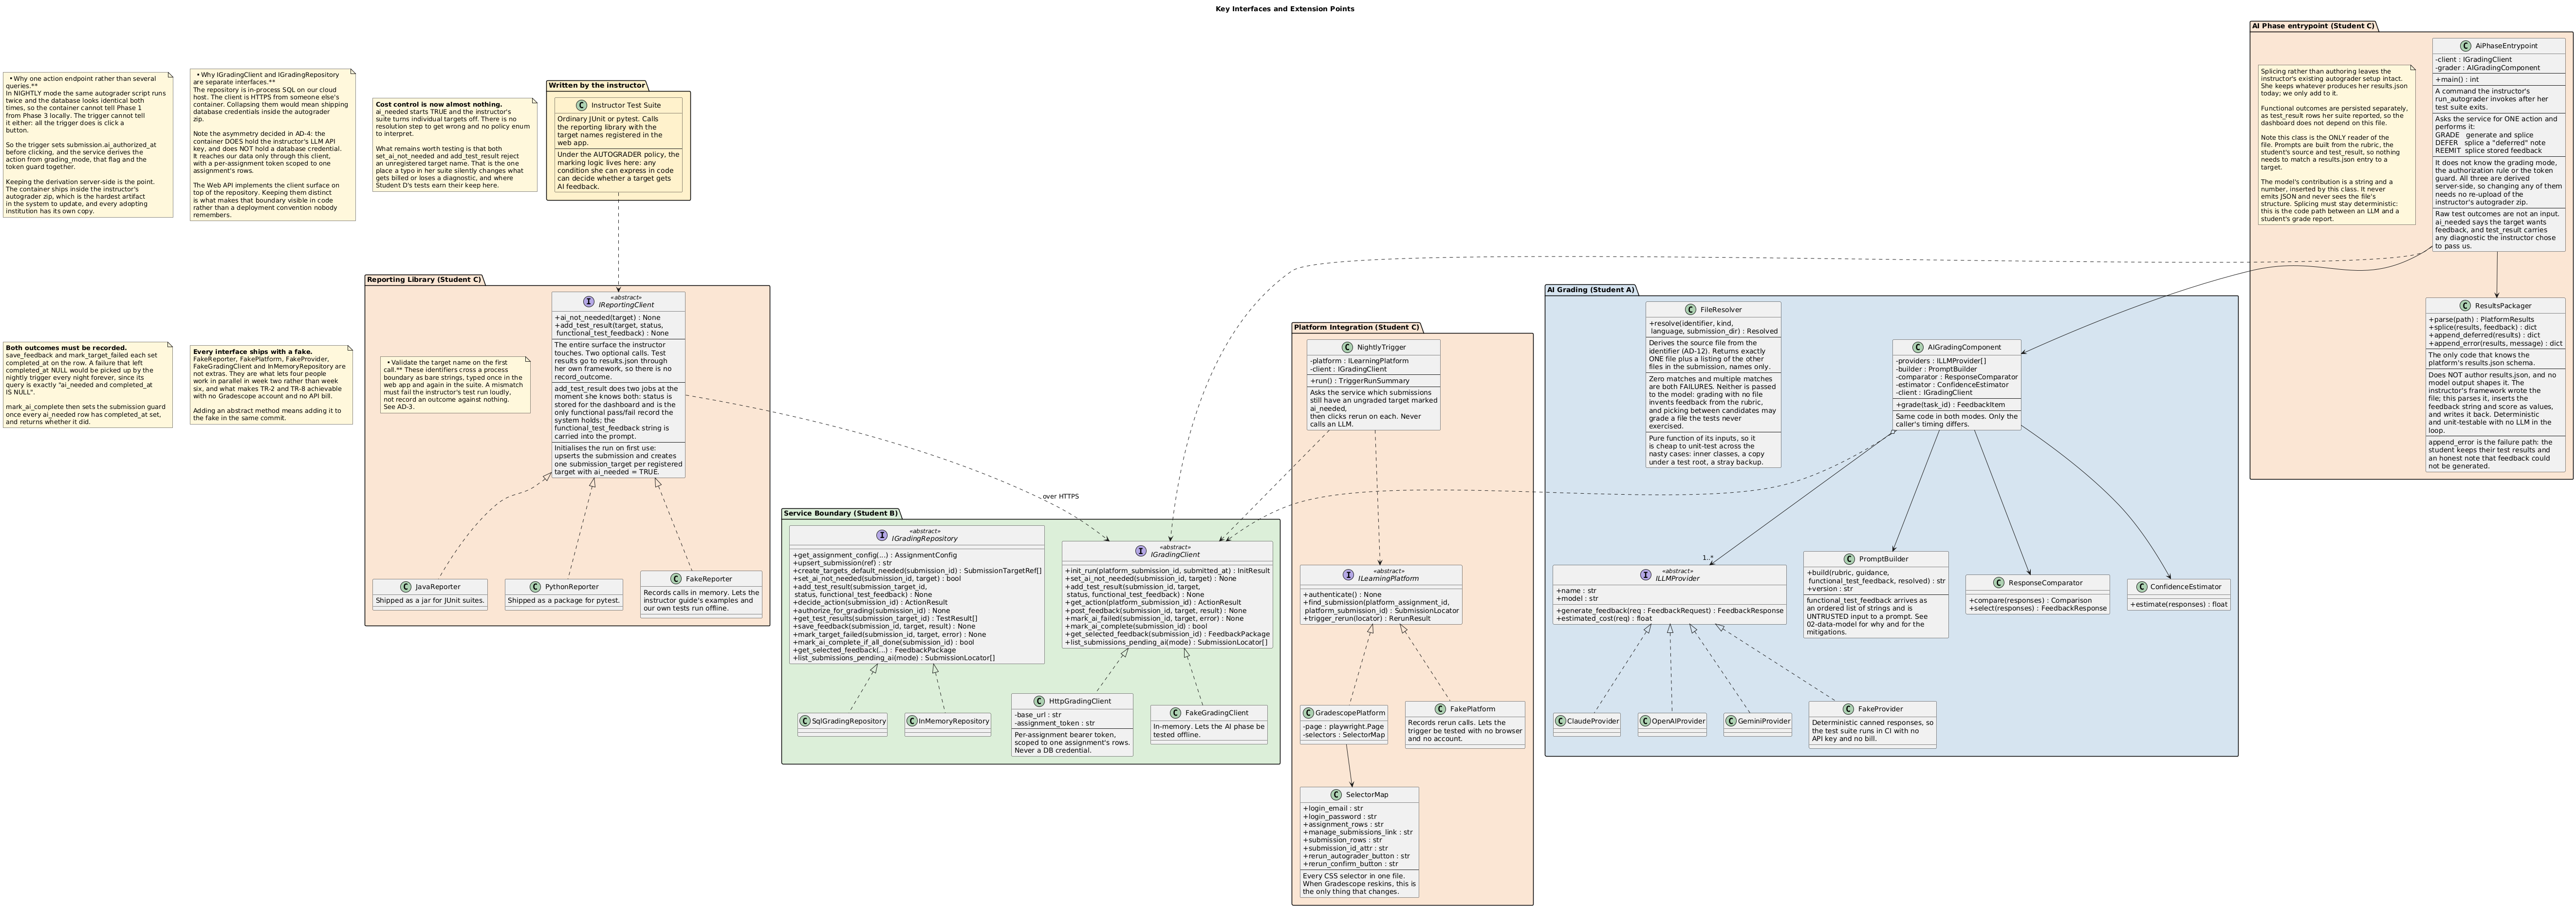 Key Interfaces and Extension Points
• Why one action endpoint rather than several
queries.**
In NIGHTLY mode the same autograder script runs
twice and the database looks identical both
times, so the container cannot tell Phase 1
from Phase 3 locally. The trigger cannot tell
it either: all the trigger does is click a
button.
So the trigger sets submission.ai_authorized_at
before clicking, and the service derives the
action from grading_mode, that flag and the
token guard together.
Keeping the derivation server-side is the point.
The container ships inside the instructor's
autograder zip, which is the hardest artifact
in the system to update, and every adopting
institution has its own copy.
• Why IGradingClient and IGradingRepository
are separate interfaces.**
The repository is in-process SQL on our cloud
host. The client is HTTPS from someone else's
container. Collapsing them would mean shipping
database credentials inside the autograder
zip.
Note the asymmetry decided in AD-4: the
container DOES hold the instructor's LLM API
key, and does NOT hold a database credential.
It reaches our data only through this client,
with a per-assignment token scoped to one
assignment's rows.
The Web API implements the client surface on
top of the repository. Keeping them distinct
is what makes that boundary visible in code
rather than a deployment convention nobody
remembers.
Cost control is now almost nothing.
ai_needed starts TRUE and the instructor's
suite turns individual targets off. There is no
resolution step to get wrong and no policy enum
to interpret.
What remains worth testing is that both
set_ai_not_needed and add_test_result reject
an unregistered target name. That is the one
place a typo in her suite silently changes what
gets billed or loses a diagnostic, and where
Student D's tests earn their keep here.
Written by the instructor
C Instructor Test Suite
Ordinary JUnit or pytest. Calls
the reporting library with the
target names registered in the
web app.
Under the AUTOGRADER policy, the
marking logic lives here: any
condition she can express in code
can decide whether a target gets
AI feedback.
Both outcomes must be recorded.
save_feedback and mark_target_failed each set
completed_at on the row. A failure that left
completed_at NULL would be picked up by the
nightly trigger every night forever, since its
query is exactly "ai_needed and completed_at
IS NULL".
mark_ai_complete then sets the submission guard
once every ai_needed row has completed_at set,
and returns whether it did.
Every interface ships with a fake.
FakeReporter, FakePlatform, FakeProvider,
FakeGradingClient and InMemoryRepository are
not extras. They are what lets four people
work in parallel in week two rather than week
six, and what makes TR-2 and TR-8 achievable
with no Gradescope account and no API bill.
Adding an abstract method means adding it to
the fake in the same commit.
Reporting Library (Student C)
• Validate the target name on the first
call.** These identifiers cross a process
boundary as bare strings, typed once in the
web app and again in the suite. A mismatch
must fail the instructor's test run loudly,
not record an outcome against nothing.
See AD-3.
I «abstract»
IReportingClient
+ai_not_needed(target) : None
+add_test_result(target, status,
functional_test_feedback) : None
The entire surface the instructor
touches. Two optional calls. Test
results go to results.json through
her own framework, so there is no
record_outcome.
add_test_result does two jobs at the
moment she knows both: status is
stored for the dashboard and is the
only functional pass/fail record the
system holds; the
functional_test_feedback string is
carried into the prompt.
Initialises the run on first use:
upserts the submission and creates
one submission_target per registered
target with ai_needed = TRUE.
C JavaReporter
Shipped as a jar for JUnit suites.
C PythonReporter
Shipped as a package for pytest.
C FakeReporter
Records calls in memory. Lets the
instructor guide's examples and
our own tests run offline.
over HTTPS
Service Boundary (Student B)
I «abstract»
IGradingRepository
+get_assignment_config(...) : AssignmentConfig
+upsert_submission(ref) : str
+create_targets_default_needed(submission_id) : SubmissionTargetRef[]
+set_ai_not_needed(submission_id, target) : bool
+add_test_result(submission_target_id,
status, functional_test_feedback) : None
+decide_action(submission_id) : ActionResult
+authorize_for_grading(submission_id) : None
+get_test_results(submission_target_id) : TestResult[]
+save_feedback(submission_id, target, result) : None
+mark_target_failed(submission_id, target, error) : None
+mark_ai_complete_if_all_done(submission_id) : bool
+get_selected_feedback(...) : FeedbackPackage
+list_submissions_pending_ai(mode) : SubmissionLocator[]
I «abstract»
IGradingClient
+init_run(platform_submission_id, submitted_at) : InitResult
+set_ai_not_needed(submission_id, target) : None
+add_test_result(submission_id, target,
status, functional_test_feedback) : None
+get_action(platform_submission_id) : ActionResult
+post_feedback(submission_id, target, result) : None
+mark_ai_failed(submission_id, target, error) : None
+mark_ai_complete(submission_id) : bool
+get_selected_feedback(submission_id) : FeedbackPackage
+list_submissions_pending_ai(mode) : SubmissionLocator[]
C SqlGradingRepository
C InMemoryRepository
C HttpGradingClient
-base_url : str
-assignment_token : str
Per-assignment bearer token,
scoped to one assignment's rows.
Never a DB credential.
C FakeGradingClient
In-memory. Lets the AI phase be
tested offline.
Platform Integration (Student C)
C NightlyTrigger
-platform : ILearningPlatform
-client : IGradingClient
+run() : TriggerRunSummary
Asks the service which submissions
still have an ungraded target marked
ai_needed,
then clicks rerun on each. Never
calls an LLM.
I «abstract»
ILearningPlatform
+authenticate() : None
+find_submission(platform_assignment_id,
platform_submission_id) : SubmissionLocator
+trigger_rerun(locator) : RerunResult
C GradescopePlatform
-page : playwright.Page
-selectors : SelectorMap
C FakePlatform
Records rerun calls. Lets the
trigger be tested with no browser
and no account.
C SelectorMap
+login_email : str
+login_password : str
+assignment_rows : str
+manage_submissions_link : str
+submission_rows : str
+submission_id_attr : str
+rerun_autograder_button : str
+rerun_confirm_button : str
Every CSS selector in one file.
When Gradescope reskins, this is
the only thing that changes.
AI Grading (Student A)
C FileResolver
+resolve(identifier, kind,
language, submission_dir) : Resolved
Derives the source file from the
identifier (AD-12). Returns exactly
ONE file plus a listing of the other
files in the submission, names only.
Zero matches and multiple matches
are both FAILURES. Neither is passed
to the model: grading with no file
invents feedback from the rubric,
and picking between candidates may
grade a file the tests never
exercised.
Pure function of its inputs, so it
is cheap to unit-test across the
nasty cases: inner classes, a copy
under a test root, a stray backup.
C AIGradingComponent
-providers : ILLMProvider[]
-builder : PromptBuilder
-comparator : ResponseComparator
-estimator : ConfidenceEstimator
-client : IGradingClient
+grade(task_id) : FeedbackItem
Same code in both modes. Only the
caller's timing differs.
1..*
I «abstract»
ILLMProvider
+name : str
+model : str
+generate_feedback(req : FeedbackRequest) : FeedbackResponse
+estimated_cost(req) : float
C PromptBuilder
+build(rubric, guidance,
functional_test_feedback, resolved) : str
+version : str
functional_test_feedback arrives as
an ordered list of strings and is
UNTRUSTED input to a prompt. See
02-data-model for why and for the
mitigations.
C ResponseComparator
+compare(responses) : Comparison
+select(responses) : FeedbackResponse
C ConfidenceEstimator
+estimate(responses) : float
C ClaudeProvider
C OpenAIProvider
C GeminiProvider
C FakeProvider
Deterministic canned responses, so
the test suite runs in CI with no
API key and no bill.
AI Phase entrypoint (Student C)
Splicing rather than authoring leaves the
instructor's existing autograder setup intact.
She keeps whatever produces her results.json
today; we only add to it.
Functional outcomes are persisted separately,
as test_result rows her suite reported, so the
dashboard does not depend on this file.
Note this class is the ONLY reader of the
file. Prompts are built from the rubric, the
student's source and test_result, so nothing
needs to match a results.json entry to a
target.
The model's contribution is a string and a
number, inserted by this class. It never
emits JSON and never sees the file's
structure. Splicing must stay deterministic:
this is the code path between an LLM and a
student's grade report.
C AiPhaseEntrypoint
-client : IGradingClient
-grader : AIGradingComponent
+main() : int
A command the instructor's
run_autograder invokes after her
test suite exits.
Asks the service for ONE action and
performs it:
GRADE generate and splice
DEFER splice a "deferred" note
REEMIT splice stored feedback
It does not know the grading mode,
the authorization rule or the token
guard. All three are derived
server-side, so changing any of them
needs no re-upload of the
instructor's autograder zip.
Raw test outcomes are not an input.
ai_needed says the target wants
feedback, and test_result carries
any diagnostic the instructor chose
to pass us.
C ResultsPackager
+parse(path) : PlatformResults
+splice(results, feedback) : dict
+append_deferred(results) : dict
+append_error(results, message) : dict
The only code that knows the
platform's results.json schema.
Does NOT author results.json, and no
model output shapes it. The
instructor's framework wrote the
file; this parses it, inserts the
feedback string and score as values,
and writes it back. Deterministic
and unit-testable with no LLM in the
loop.
append_error is the failure path: the
student keeps their test results and
an honest note that feedback could
not be generated.